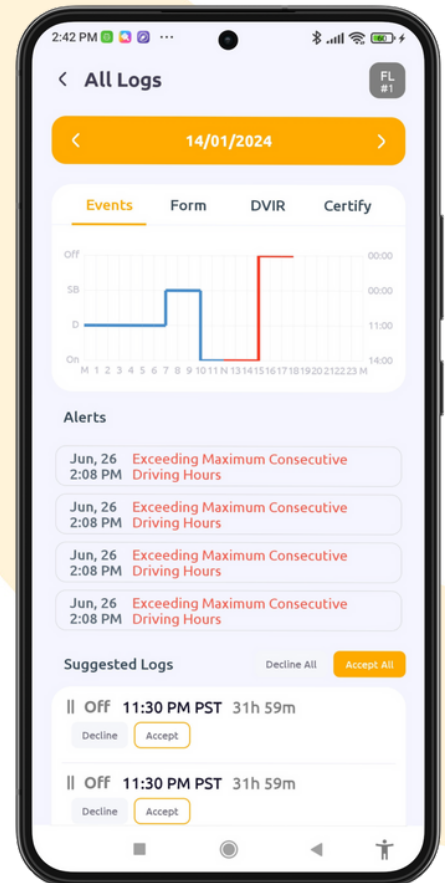 2:42 PM
60
All Logs
FL
#1
14/01/2024
Events Form DVIR Certify
Off 00:00
SB 00:00
D 11:00
On 14:00
M 1 2 3 4 5 6 7 8 9 10 11 N 13 14 15 16 17 18 19 20 21 22 23 M
Alerts
Jun, 26 Exceeding Maximum Consecutive
2:08 PM Driving Hours
Jun, 26 Exceeding Maximum Consecutive
2:08 PM Driving Hours
Jun, 26 Exceeding Maximum Consecutive
2:08 PM Driving Hours
Jun, 26 Exceeding Maximum Consecutive
2:08 PM Driving Hours
Suggested Logs Decline All Accept All
Off 11:30 PM PST 31h 59m
Decline Accept
Off 11:30 PM PST 31h 59m
Decline Accept